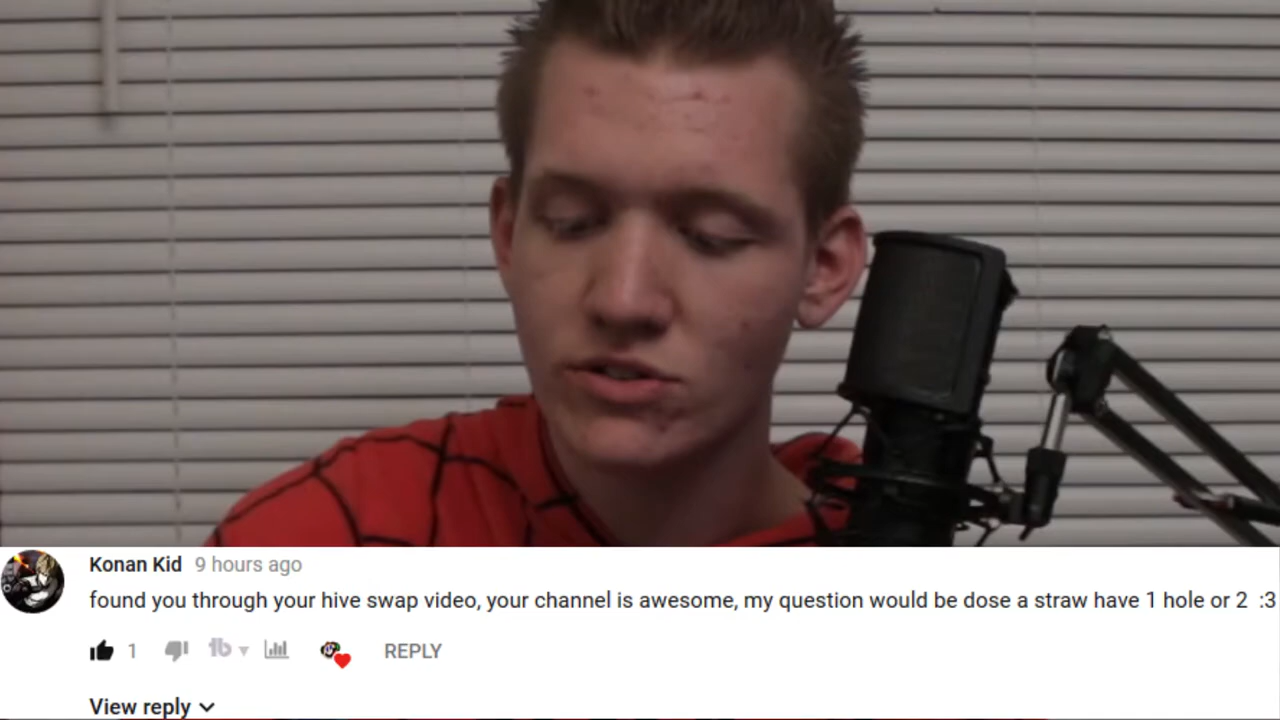 Konan Kid 9 hours ago
found you through your hive swap video, your channel is awesome, my question would be dose a straw have 1 hole or 2 :3
1 tb REPLY
View reply